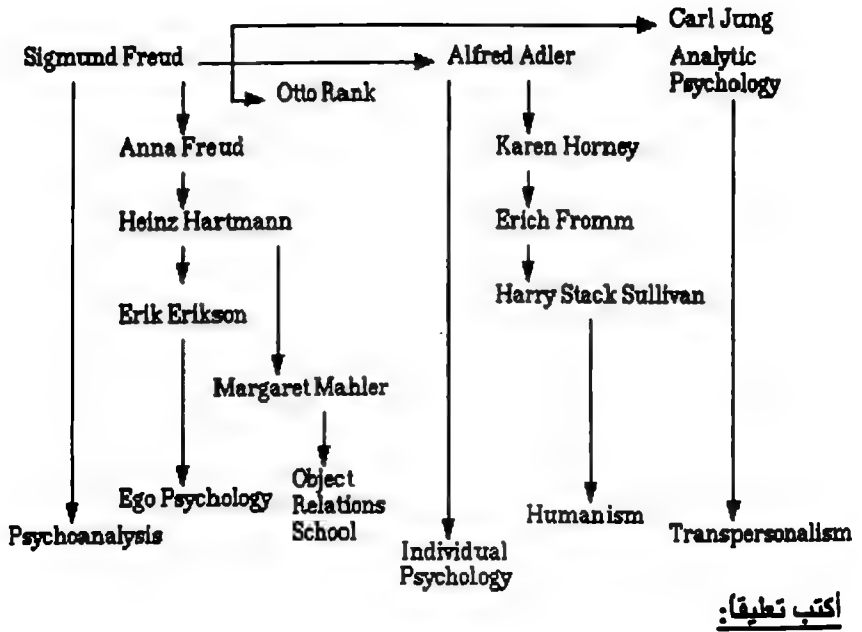 Carl Jung
Sigmund Freud
Alfred Adler
Analytic
Psychology
Otto Rank
Anna Freud
Karen Horney
Heinz Hartmann
Erich Fromm
Erik Erikson
Harry Stack Sullivan
Margaret Mahler
Ego Psychology
Object
Relations
School
Psychoanalysis
Individual
Psychology
Humanism
Transpersonalism
أكتب تعليقاً: